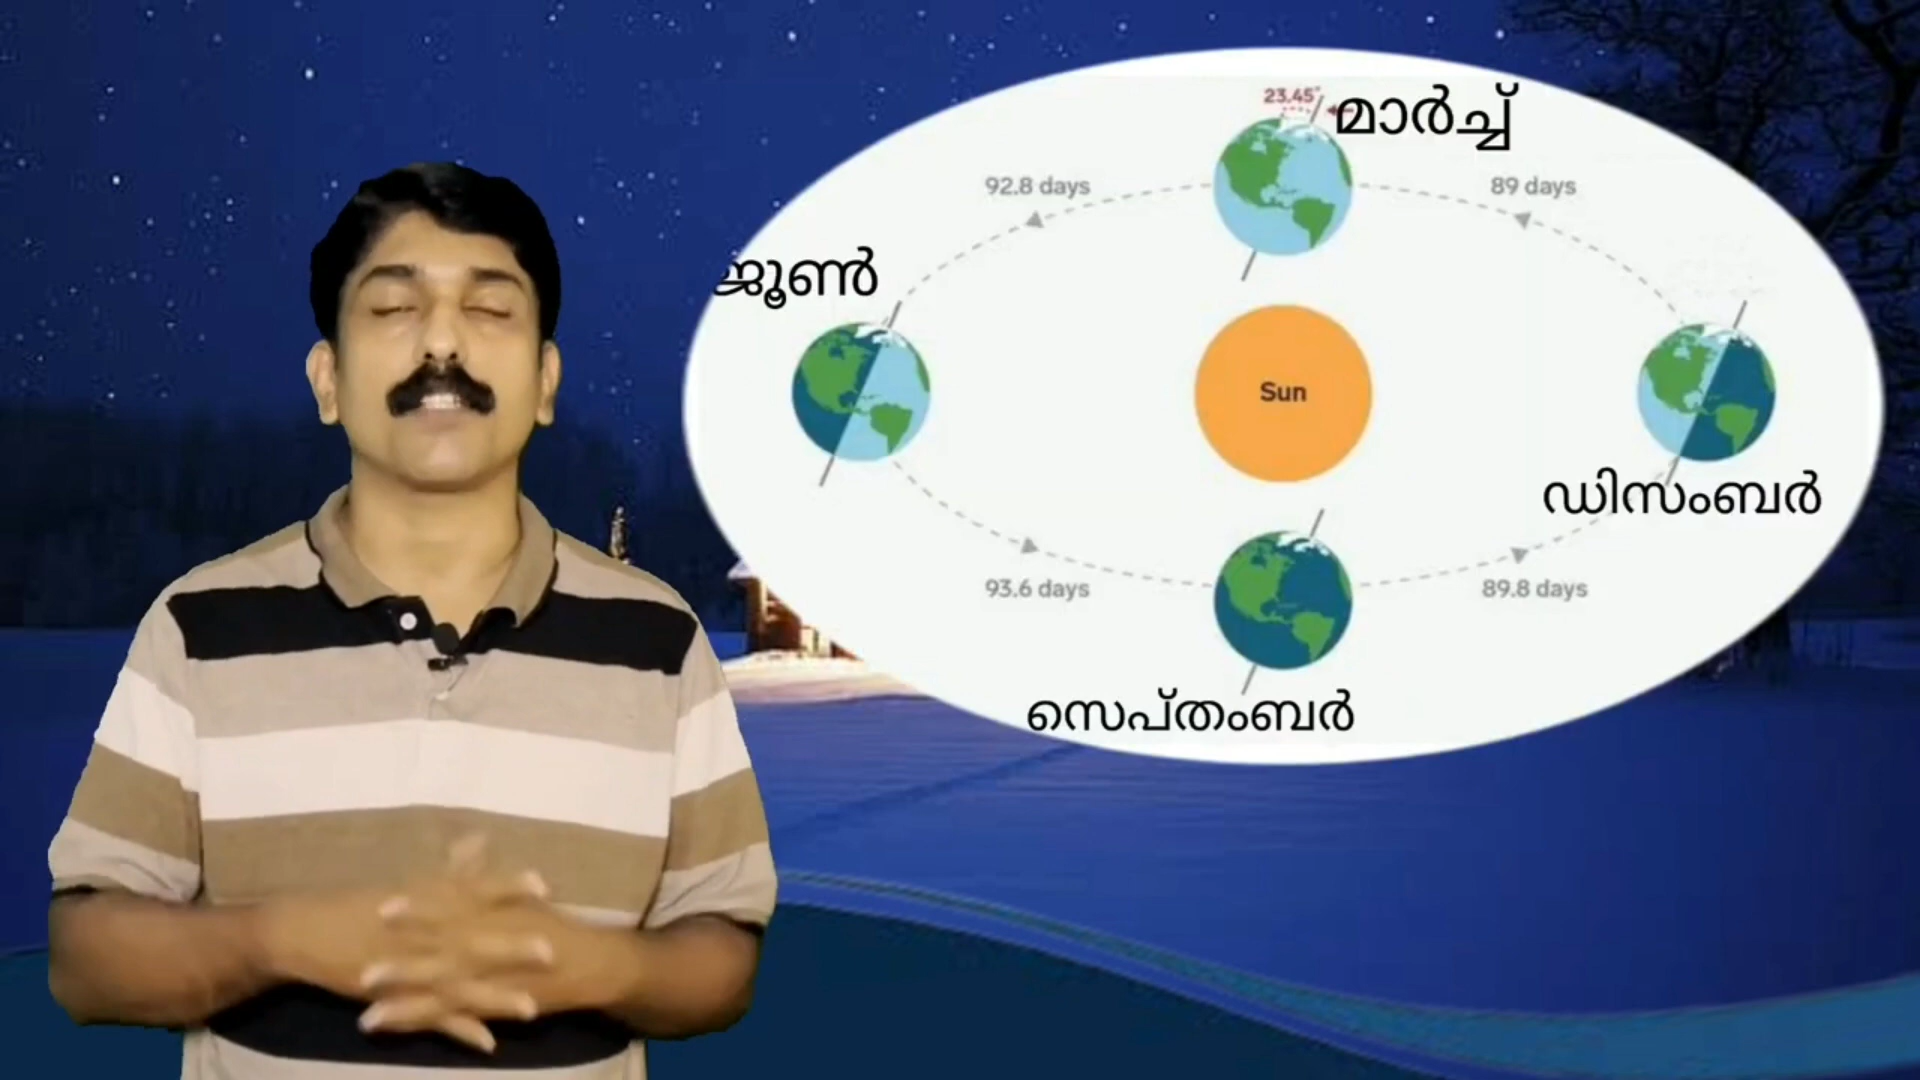 23.45°
മാർച്ച്
92.8 days
89 days
ജൂൺ
Sun
ഡിസംബർ
93.6 days
89.8 days
സെപ്തംബർ